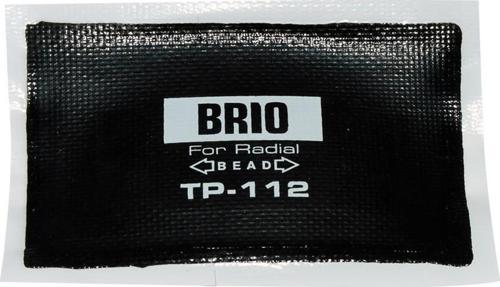 BRIO
For Radial
BEAD
TP-112